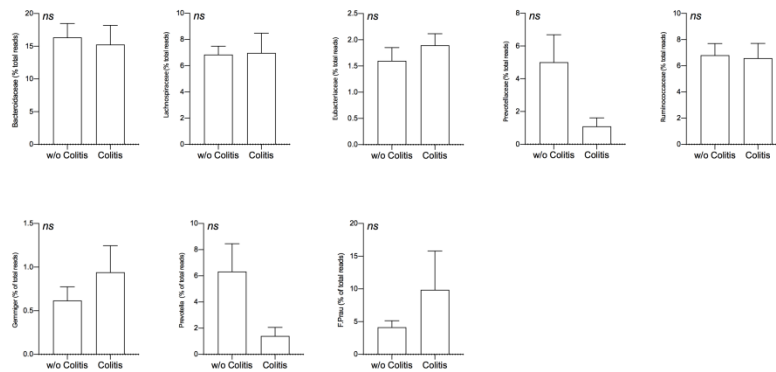 ns
Bacteroidaceae (% total reads)
20
15
10
5
0
w/o Colitis Colitis
ns
Lachnospiraceae(% total reads)
10
8
6
4
2
0
w/o Colitis Colitis
ns
Eubacteriaceae (% total reads)
2.5
2.0
1.5
1.0
0.5
0.0
w/o Colitis Colitis
ns
Prevotellaceae(% total reads)
8
6
4
2
0
w/o Colitis Colitis
ns
Ruminococcaceae (% total reads)
10
8
6
4
2
0
w/o Colitis Colitis
ns
Gemmiger (% of total reads)
1.5
1.0
0.5
0.0
w/o Colitis Colitis
ns
Prevotella (% of total reads)
10
8
6
4
2
0
w/o Colitis Colitis
ns
F.Prau (% of total reads)
20
15
10
5
0
w/o Colitis Colitis